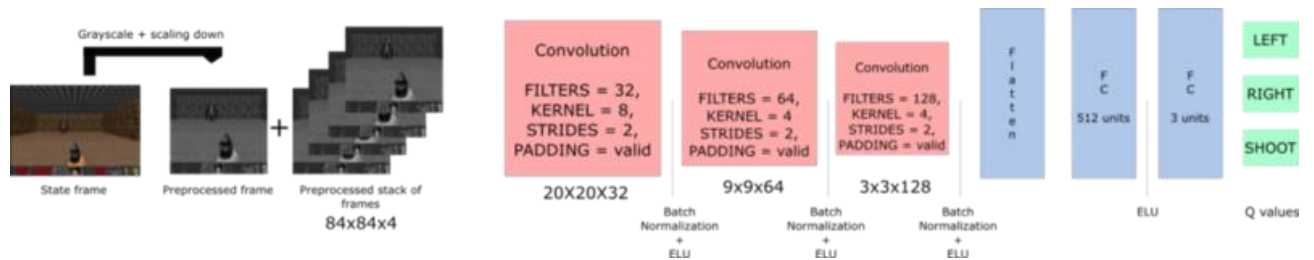 Grayscale + scaling down
State frame
Preprocessed frame
+
Preprocessed stack of
frames
84x84x4
Convolution
FILTERS = 32,
KERNEL = 8,
STRIDES = 2,
PADDING = valid
20X20X32
Batch
Normalization
+
ELU
Convolution
FILTERS = 64,
KERNEL = 4
STRIDES = 2,
PADDING = valid
9x9x64
Batch
Normalization
+
ELU
Convolution
FILTERS = 128,
KERNEL = 4,
STRIDES = 2,
PADDING = valid
3x3x128
Batch
Normalization
+
ELU
Flatten
FC
512 units
ELU
FC
3 units
LEFT
RIGHT
SHOOT
Q values